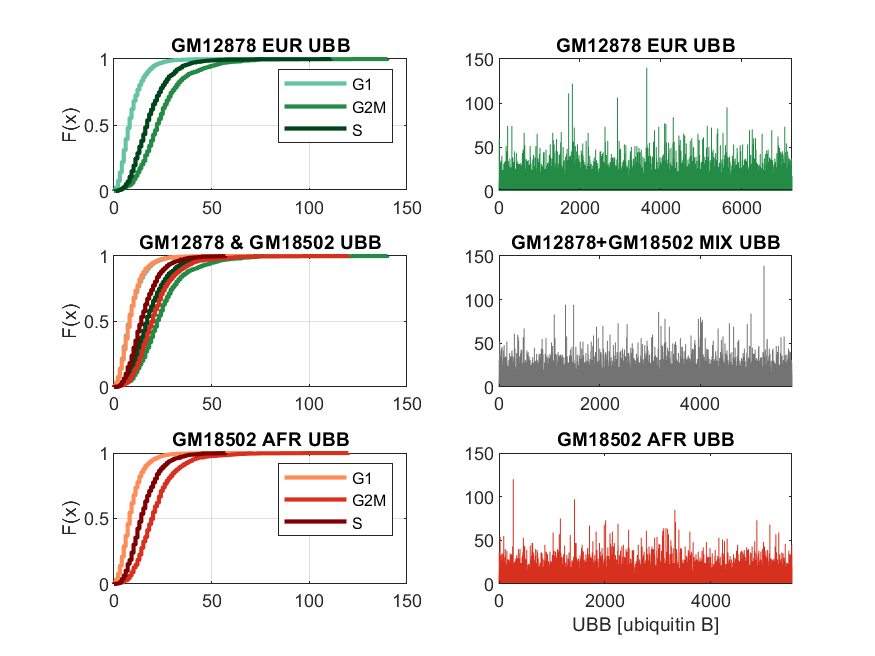 GM12878 EUR UBB
1
0.5
0
F(x)
0 50 100 150
G1
G2M
S
GM12878 EUR UBB
150
100
50
0
0 2000 4000 6000
GM12878 & GM18502 UBB
1
0.5
0
F(x)
0 50 100 150
GM12878+GM18502 MIX UBB
150
100
50
0
0 2000 4000
GM18502 AFR UBB
1
0.5
0
F(x)
0 50 100 150
G1
G2M
S
GM18502 AFR UBB
150
100
50
0
0 2000 4000
UBB [ubiquitin B]